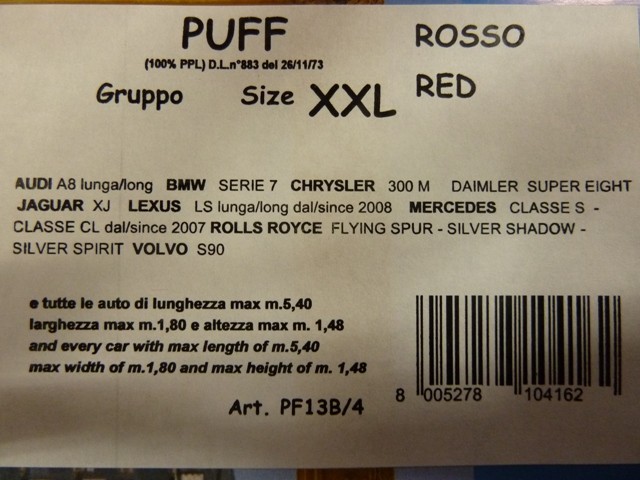 PUFF ROSSO
(100% PPL) D.L.n°883 del 26/11/73
Gruppo Size XXL RED
AUDI A8 lunga/long BMW SERIE 7 CHRYSLER 300 M DAIMLER SUPER EIGHT
JAGUAR XJ LEXUS LS lunga/long dal/since 2008 MERCEDES CLASSE S -
CLASSE CL dal/since 2007 ROLLS ROYCE FLYING SPUR - SILVER SHADOW -
SILVER SPIRIT VOLVO S90
e tutte le auto di lunghezza max m.5,40
larghezza max m.1,80 e altezza max m. 1,48
and every car with max length of m.5,40
max width of m.1,80 and max height of m. 1,48
Art. PF13B/4
8 005278 104162